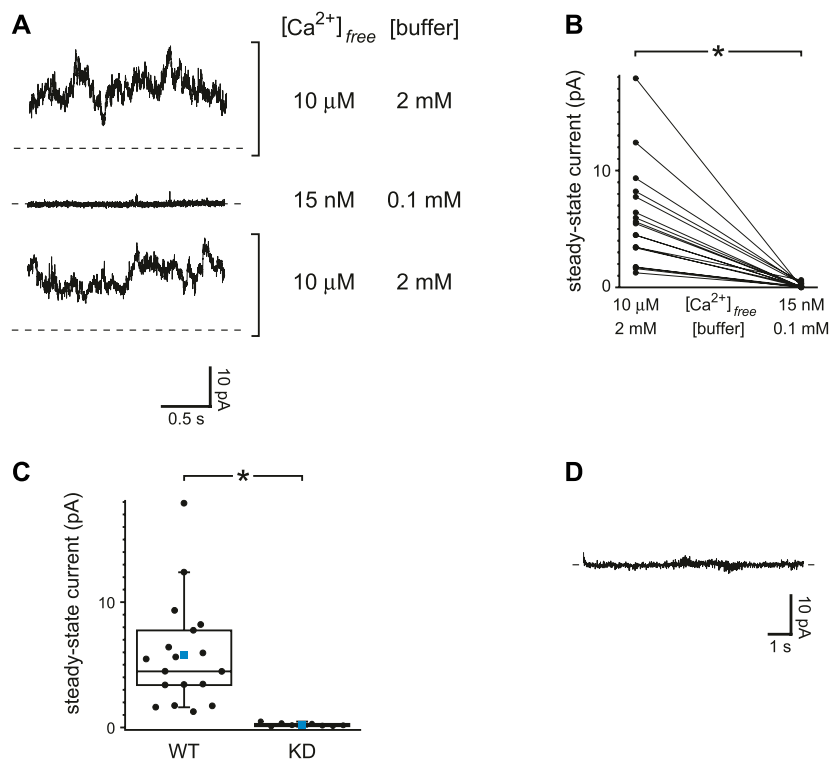 A
[Ca2+]free [buffer]
10 µM 2 mM
15 nM 0.1 mM
10 µM 2 mM
10 pA
0.5 s
B
*
steady-state current (pA)
10
0
10 µM [Ca2+]free 15 nM
2 mM [buffer] 0.1 mM
C
*
steady-state current (pA)
10
0
WT KD
D
10 pA
1 s